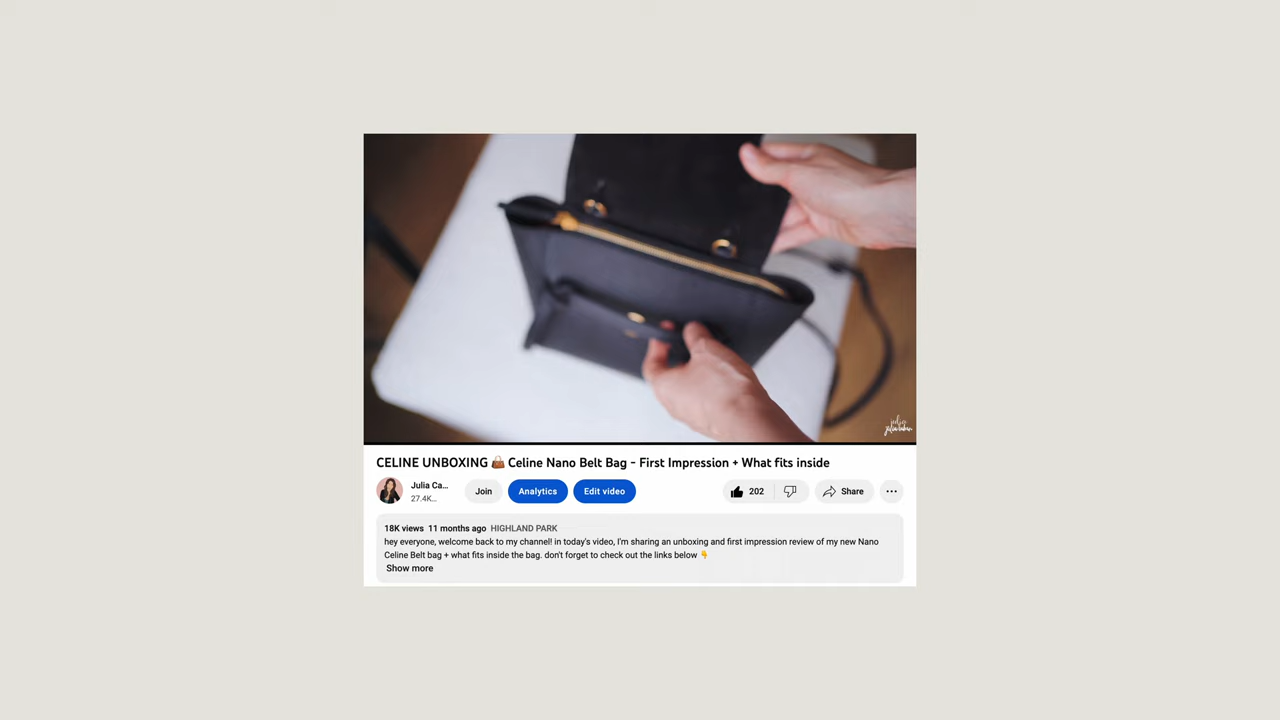 CELINE UNBOXING 👜 Celine Nano Belt Bag - First Impression + What fits inside
Julia Ca...
27.4K...
Join
Analytics
Edit video
202
Share
18K views 11 months ago HIGHLAND PARK
hey everyone, welcome back to my channel! in today's video, I'm sharing an unboxing and first impression review of my new Nano
Celine Belt bag + what fits inside the bag. don't forget to check out the links below 👇
Show more